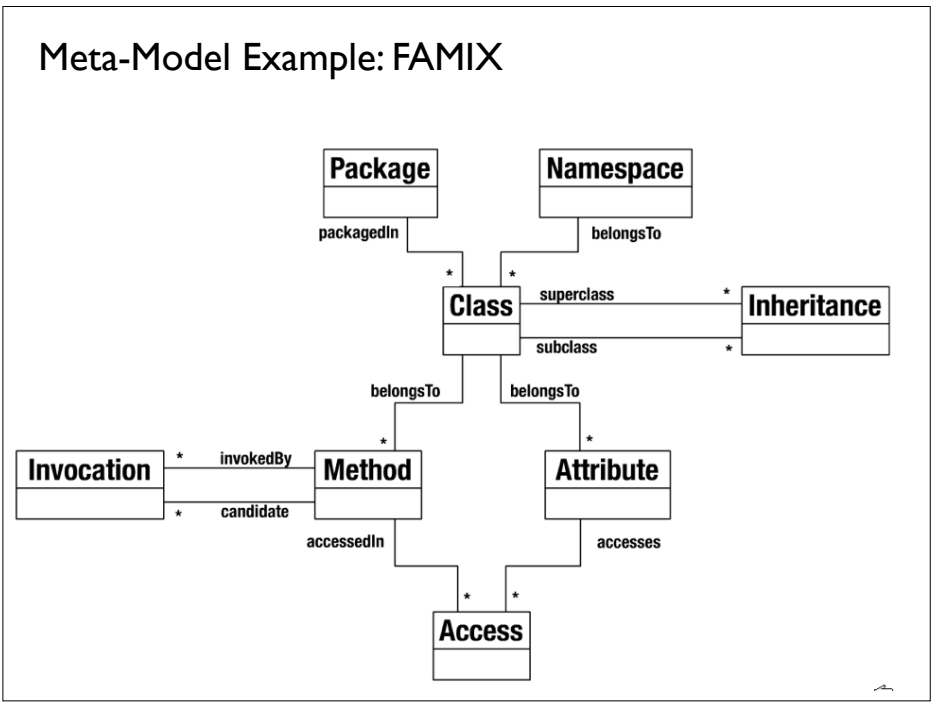 Meta-Model Example: FAMIX
Package
Namespace
packagedIn
belongsTo
*
*
Class
superclass
*
Inheritance
subclass
*
belongsTo
belongsTo
*
*
Invocation
*
invokedBy
Method
Attribute
*
candidate
accessedIn
accesses
*
*
Access